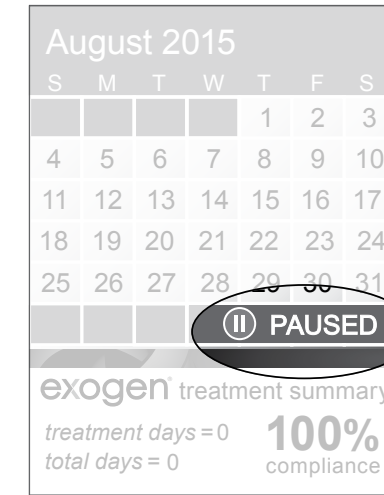 August 2015
S M T W T F S
1 2 3
4 5 6 7 8 9 10
11 12 13 14 15 16 17
18 19 20 21 22 23 24
25 26 27 28 29 30 31
PAUSED
exogen treatment summary
treatment days = 0
total days = 0
100%
compliance